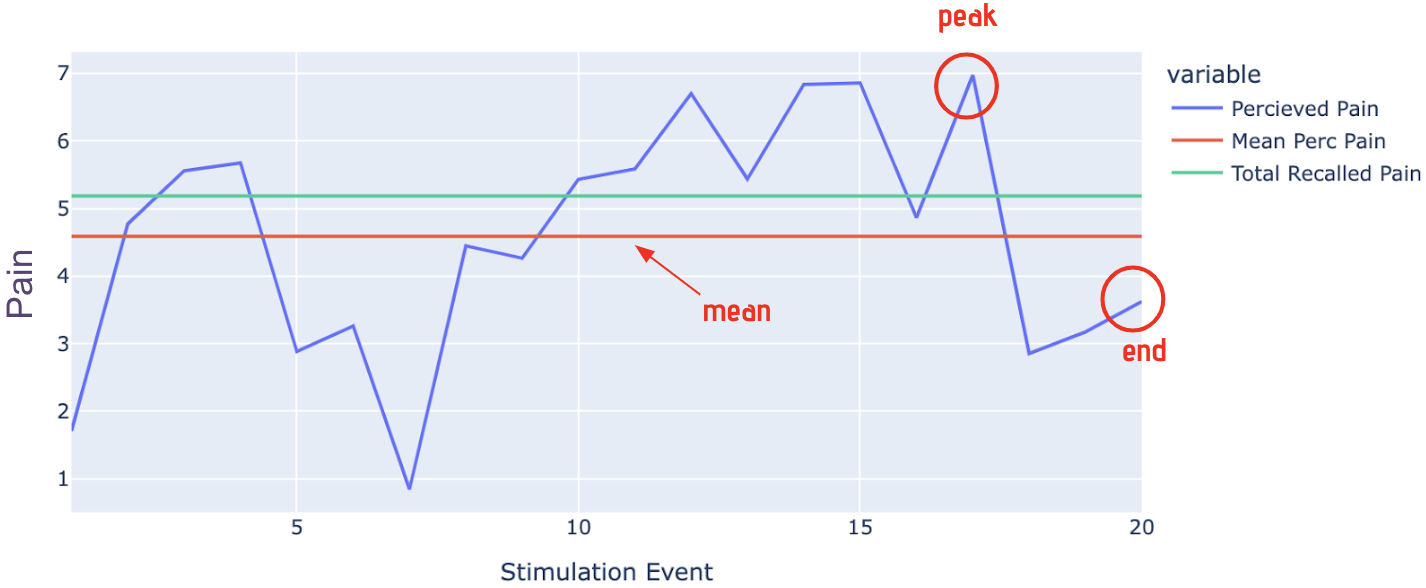 peak
variable
Percieved Pain
Mean Perc Pain
Total Recalled Pain
7
6
5
4
3
2
1
Pain
mean
end
5
10
15
20
Stimulation Event